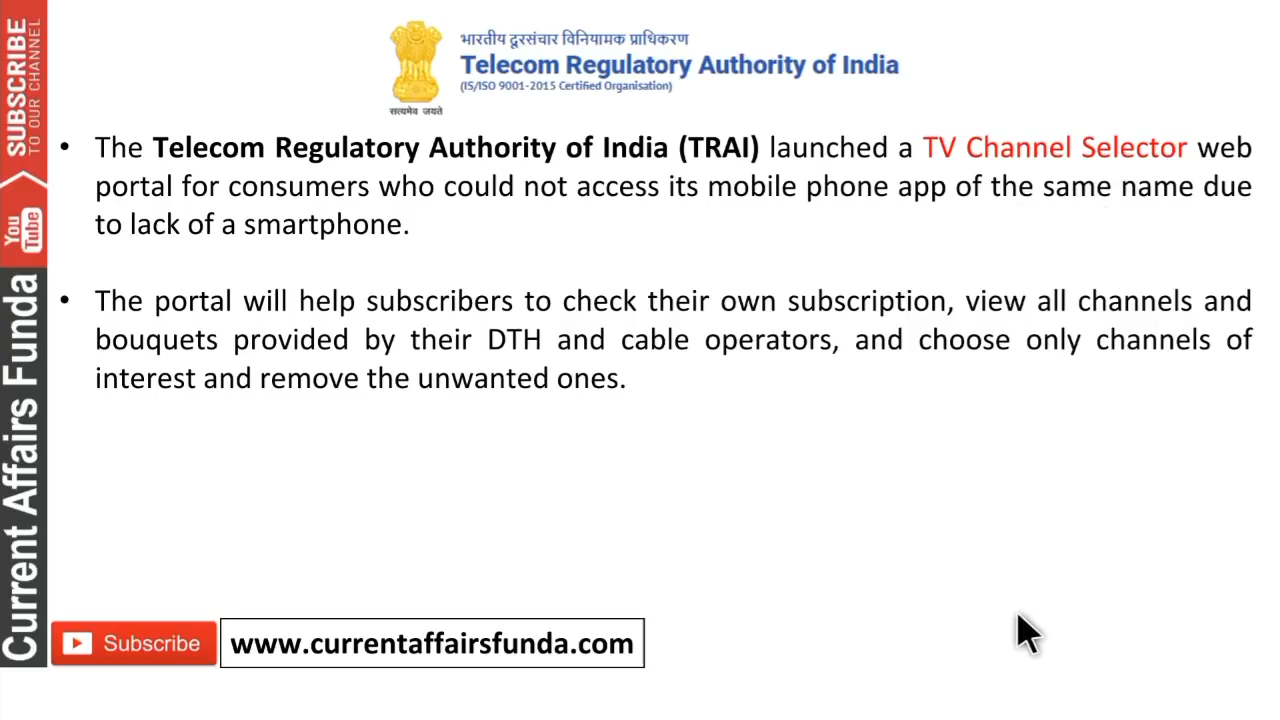 भारतीय दूरसंचार विनियामक प्राधिकरण
Telecom Regulatory Authority of India
(IS/ISO 9001-2015 Certified Organisation)
सत्यमेव जयते
• The Telecom Regulatory Authority of India (TRAI) launched a TV Channel Selector web
portal for consumers who could not access its mobile phone app of the same name due
to lack of a smartphone.
• The portal will help subscribers to check their own subscription, view all channels and
bouquets provided by their DTH and cable operators, and choose only channels of
interest and remove the unwanted ones.
SUBSCRIBE
TO OUR CHANNEL
You
Tube
Current Affairs Funda
Subscribe
www.currentaffairsfunda.com